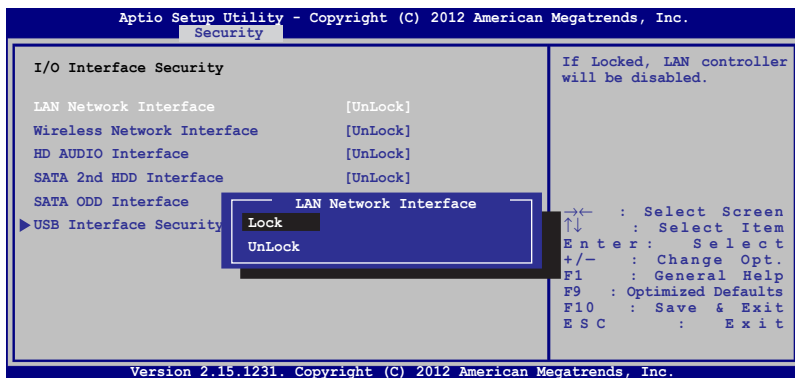 Aptio Setup Utility - Copyright (C) 2012 American Megatrends, Inc.
Security
I/O Interface Security
LAN Network Interface [UnLock]
Wireless Network Interface [UnLock]
HD AUDIO Interface [UnLock]
SATA 2nd HDD Interface [UnLock]
SATA ODD Interface
USB Interface Security
LAN Network Interface
Lock
UnLock
If Locked, LAN controller
will be disabled.
→← : Select Screen
↑↓ : Select Item
Enter: Select
+/— : Change Opt.
F1 : General Help
F9 : Optimized Defaults
F10 : Save & Exit
ESC : Exit
Version 2.15.1231. Copyright (C) 2012 American Megatrends, Inc.